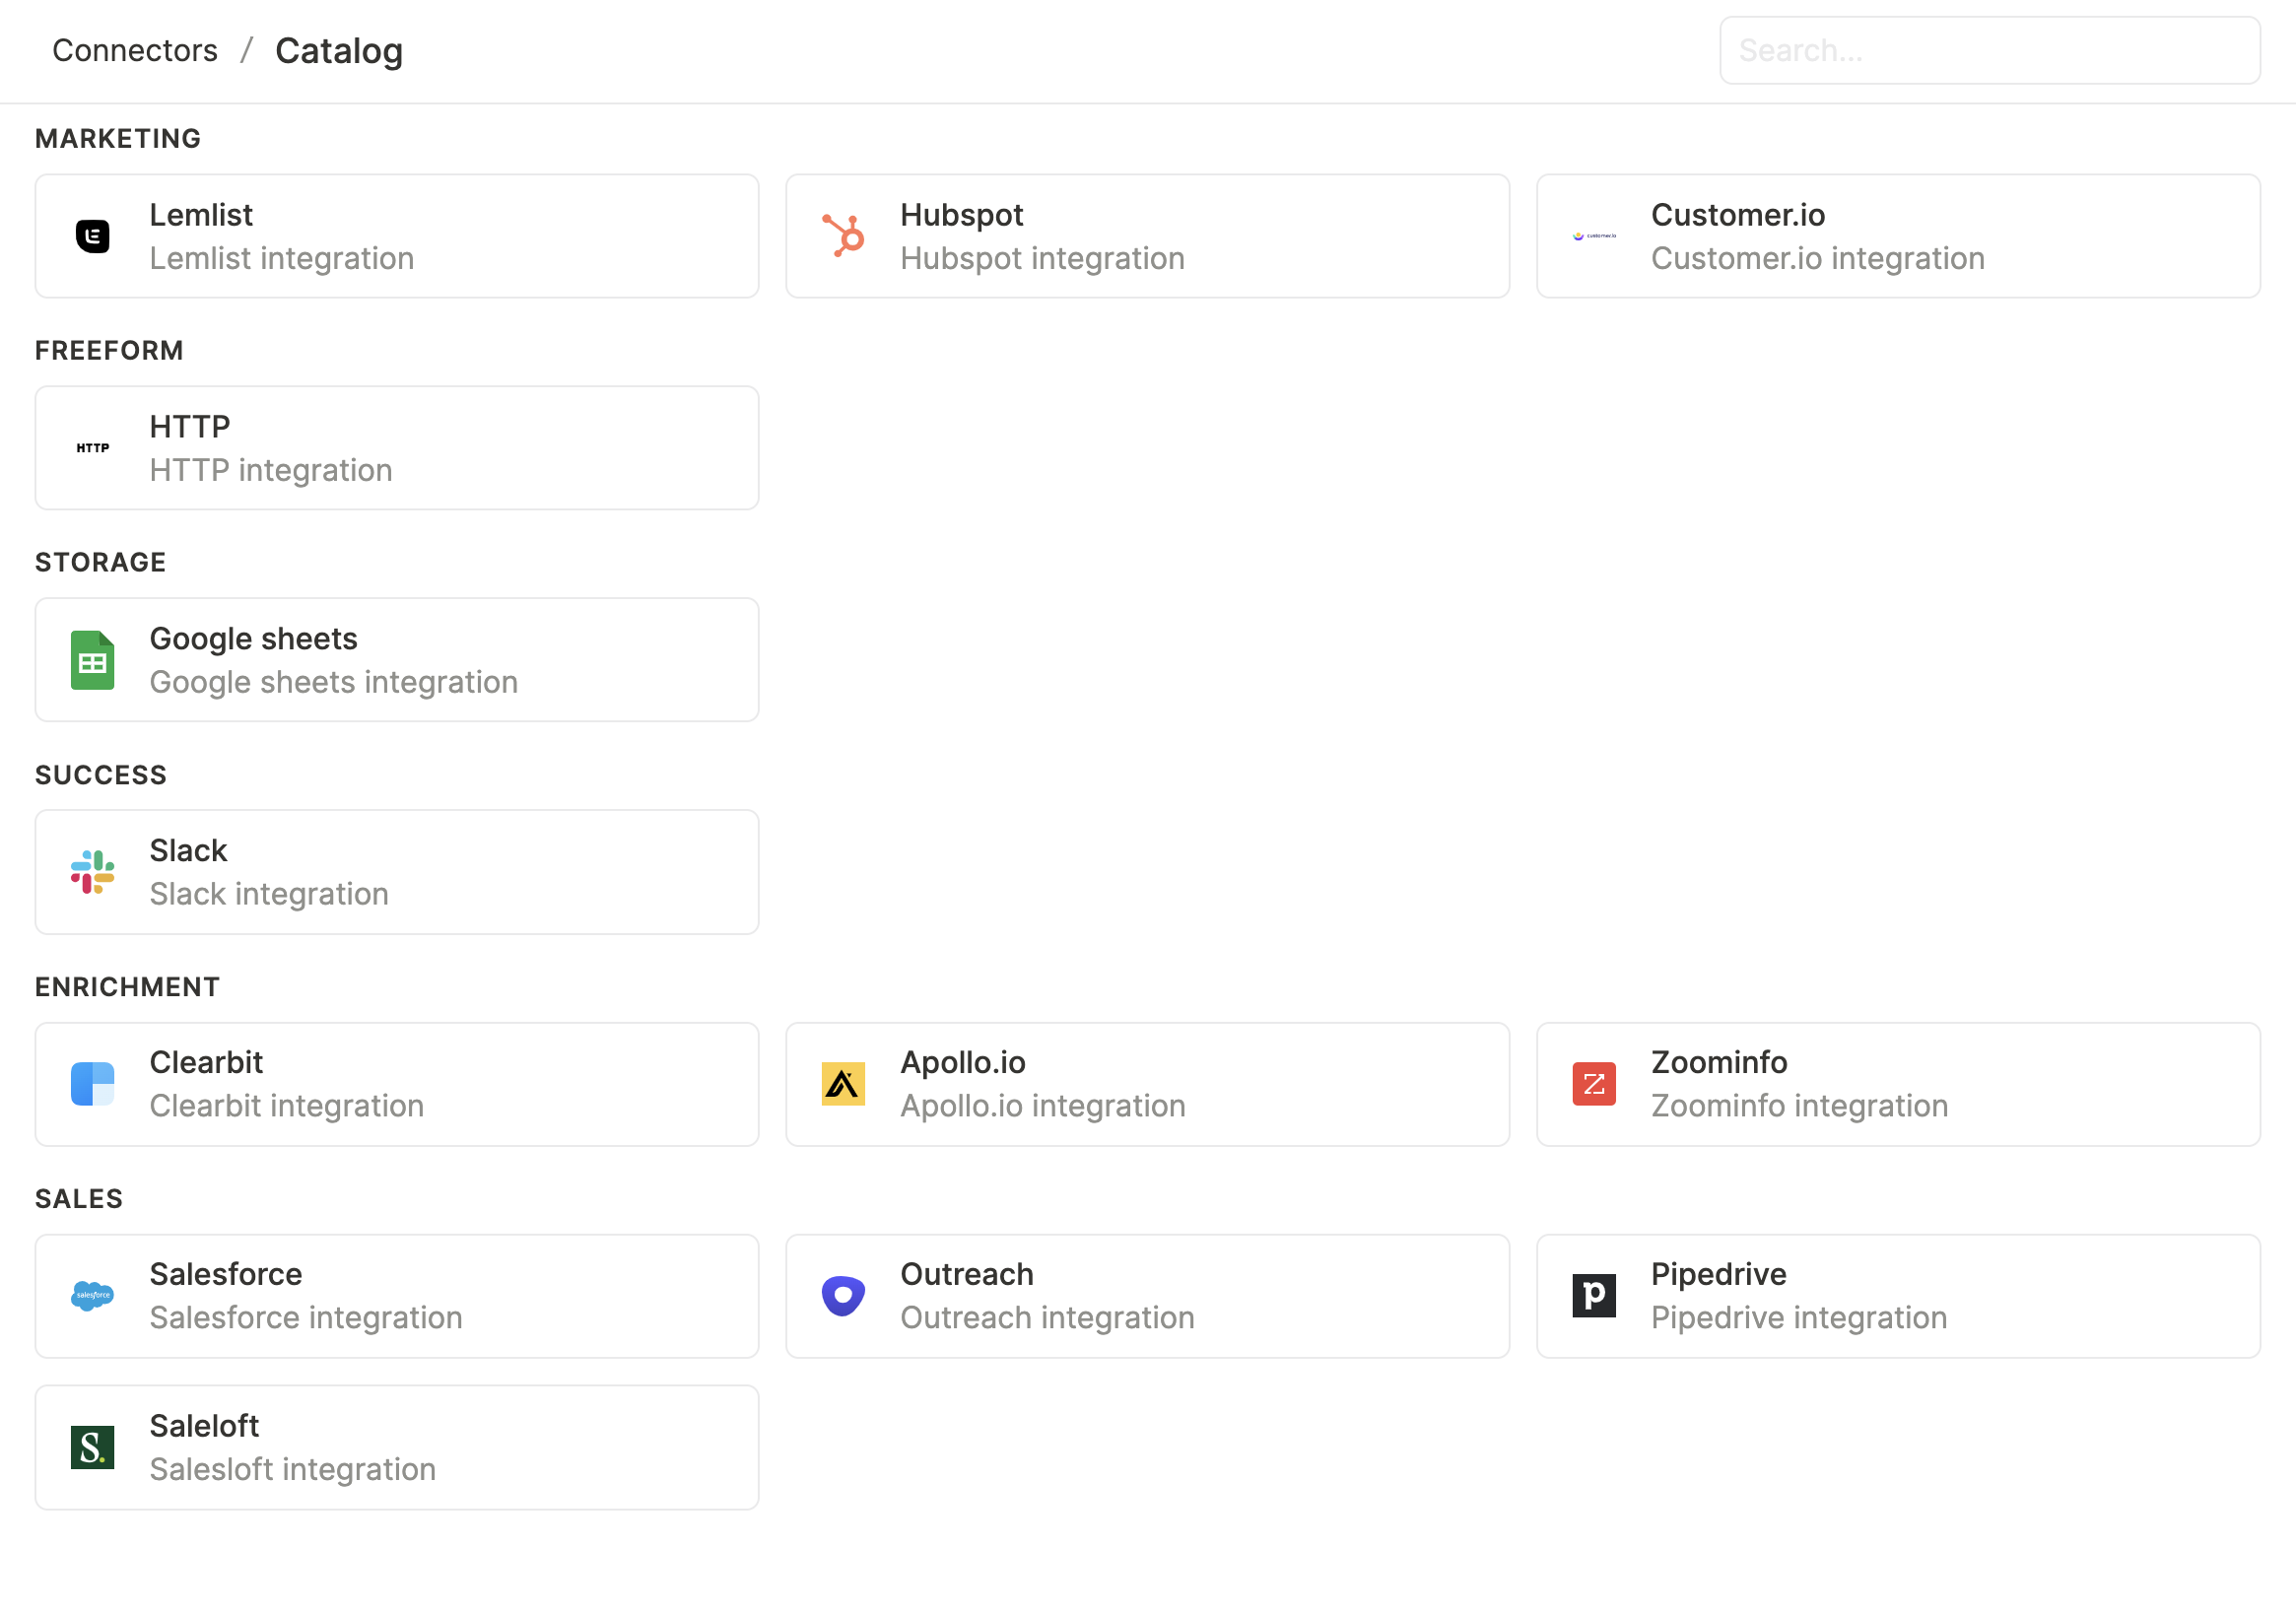 Connectors / Catalog
Search...
MARKETING
Lemlist
Lemlist integration
Hubspot
Hubspot integration
customer.io
Customer.io
Customer.io integration
FREEFORM
HTTP
HTTP
HTTP integration
STORAGE
Google sheets
Google sheets integration
SUCCESS
Slack
Slack integration
ENRICHMENT
Clearbit
Clearbit integration
Apollo.io
Apollo.io integration
Z
Zoominfo
Zoominfo integration
SALES
salesforce
Salesforce
Salesforce integration
Outreach
Outreach integration
p
Pipedrive
Pipedrive integration
S.
Saleloft
Salesloft integration